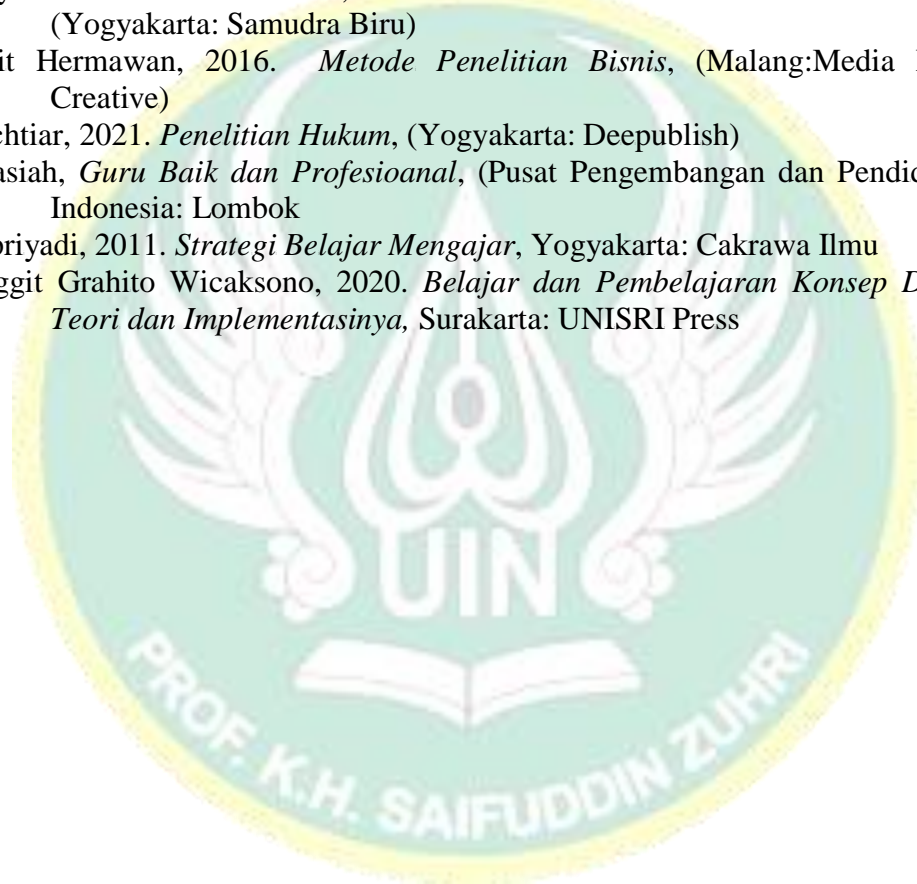 (Yogyakarta: Samudra Biru)
Hermawan, 2016. Metode Penelitian Bisnis, (Malang:Media
Creative)
2021. Penelitian Hukum, (Yogyakarta: Deepublish)
Guru Baik dan Profesioanal, (Pusat Pengembangan dan
Indonesia: Lombok
2011. Strategi Belajar Mengajar, Yogyakarta: Cakrawa Ilmu
Grahito Wicaksono, 2020. Belajar dan Pembelajaran Konsep
Teori dan Implementasinya, Surakarta: UNISRI Press
UIN
PROF. K.H. SAIFUDDIN ZUHRI